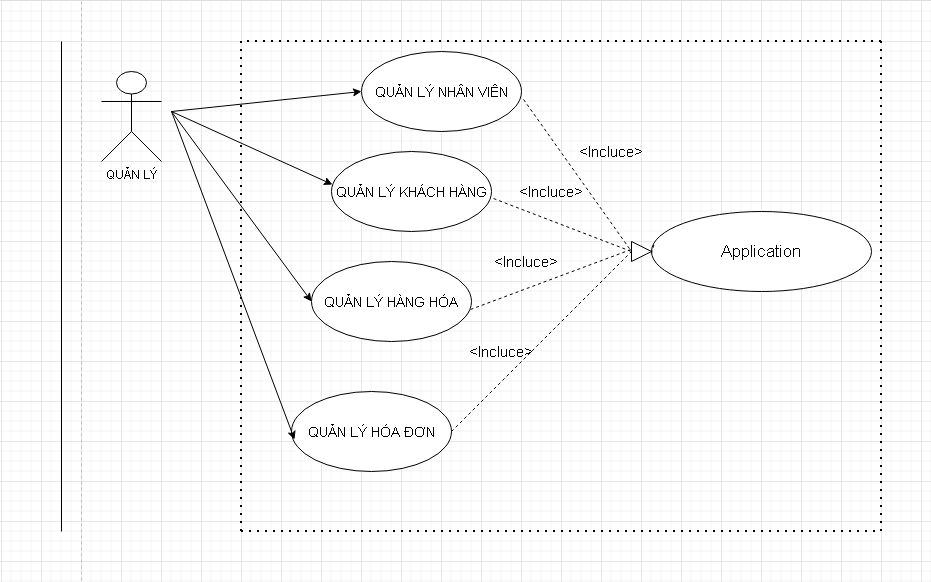 QUẢN LÝ NHÂN VIÊN
<Incluce>
QUẢN LÝ
QUẢN LÝ KHÁCH HÀNG
<Incluce>
Application
<Incluce>
QUẢN LÝ HÀNG HÓA
<Incluce>
QUẢN LÝ HÓA ĐƠN